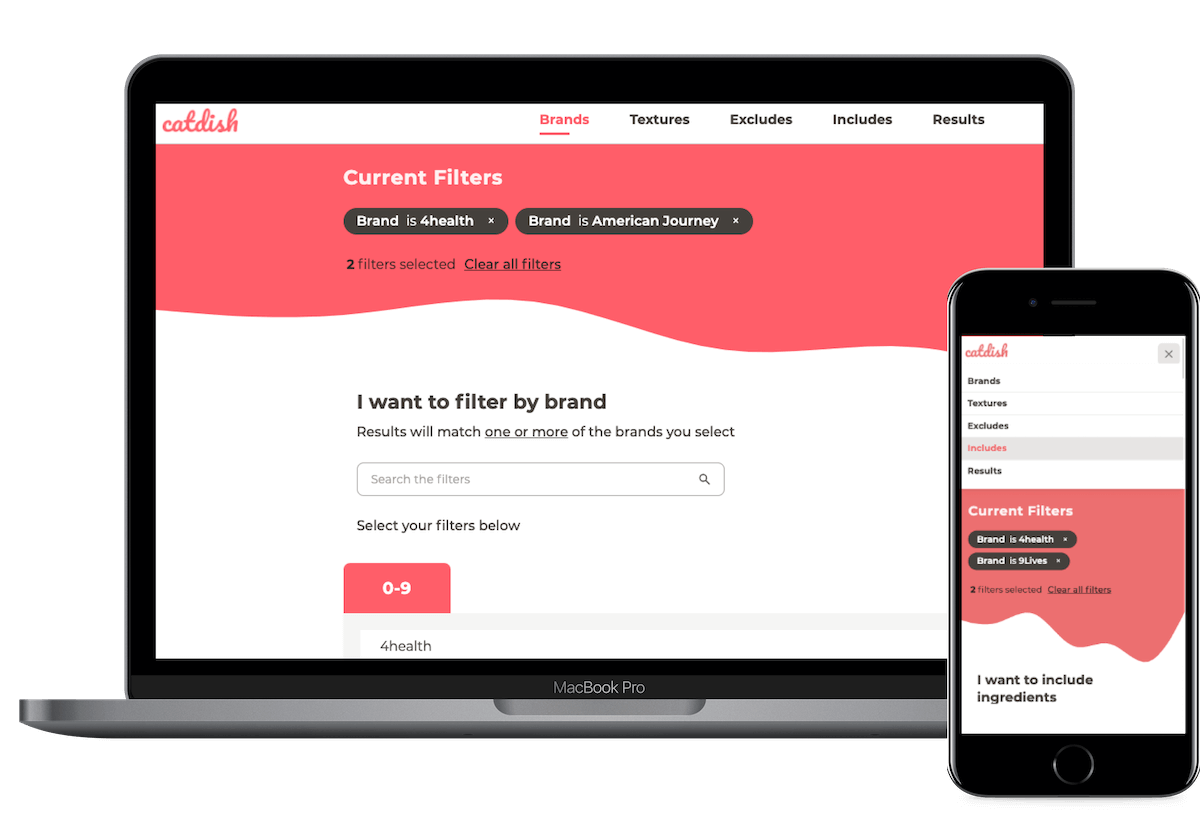 catdish
Brands Textures Excludes Includes Results
Current Filters
Brand is 4health × Brand is American Journey ×
2 filters selected Clear all filters
I want to filter by brand
Results will match one or more of the brands you select
Search the filters
Select your filters below
0-9
4health
MacBook Pro
catdish
×
Brands
Textures
Excludes
Includes
Results
Current Filters
Brand is 4health ×
Brand is 9Lives ×
2 filters selected Clear all filters
I want to include
ingredients